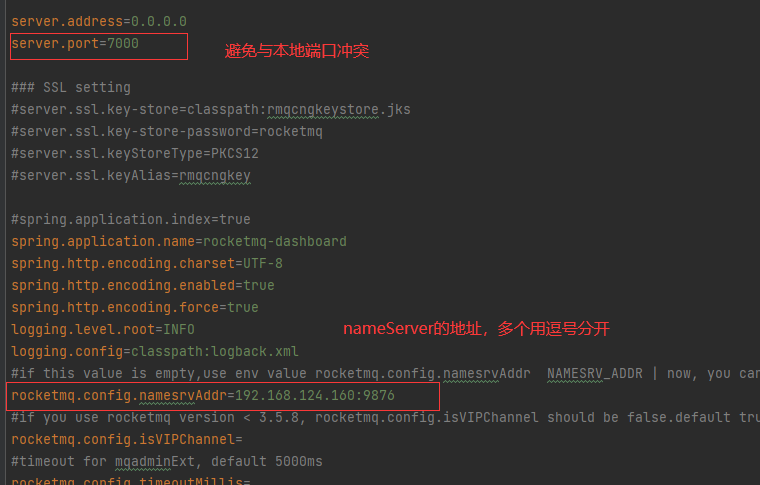 server.address=0.0.0.0
server.port=7000
避免与本地端口冲突
### SSL setting
#server.ssl.key-store=classpath:rmqcngkeystore.jks
#server.ssl.key-store-password=rocketmq
#server.ssl.keyStoreType=PKCS12
#server.ssl.keyAlias=rmqcngkey
#spring.application.index=true
spring.application.name=rocketmq-dashboard
spring.http.encoding.charset=UTF-8
spring.http.encoding.enabled=true
spring.http.encoding.force=true
logging.level.root=INFO
nameServer的地址，多个用逗号分开
logging.config=classpath:logback.xml
#if this value is empty,use env value rocketmq.config.namesrvAddr  NAMESRV_ADDR | now, you can
rocketmq.config.namesrvAddr=192.168.124.160:9876
#if you use rocketmq version < 3.5.8, rocketmq.config.isVIPChannel should be false.default tru
rocketmq.config.isVIPChannel=
#timeout for mqadminExt, default 5000ms
rocketmq.config.timeoutMillis=